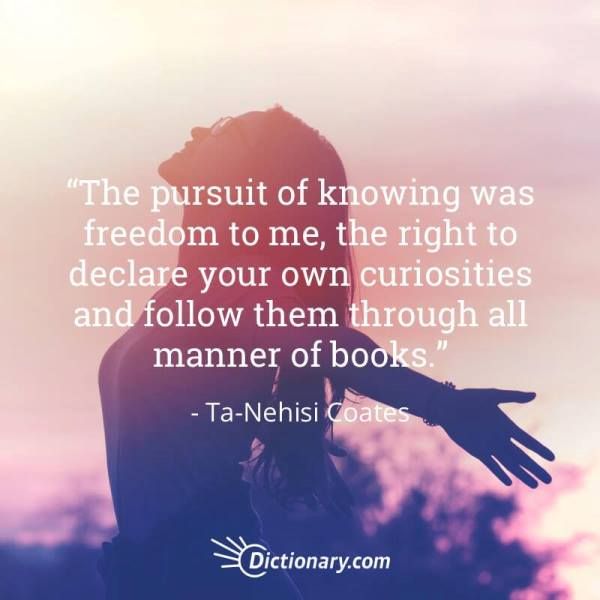 “The pursuit of knowing was
freedom to me, the right to
declare your own curiosities
and follow them through all
manner of books.”
- Ta-Nehisi Coates
Dictionary.com